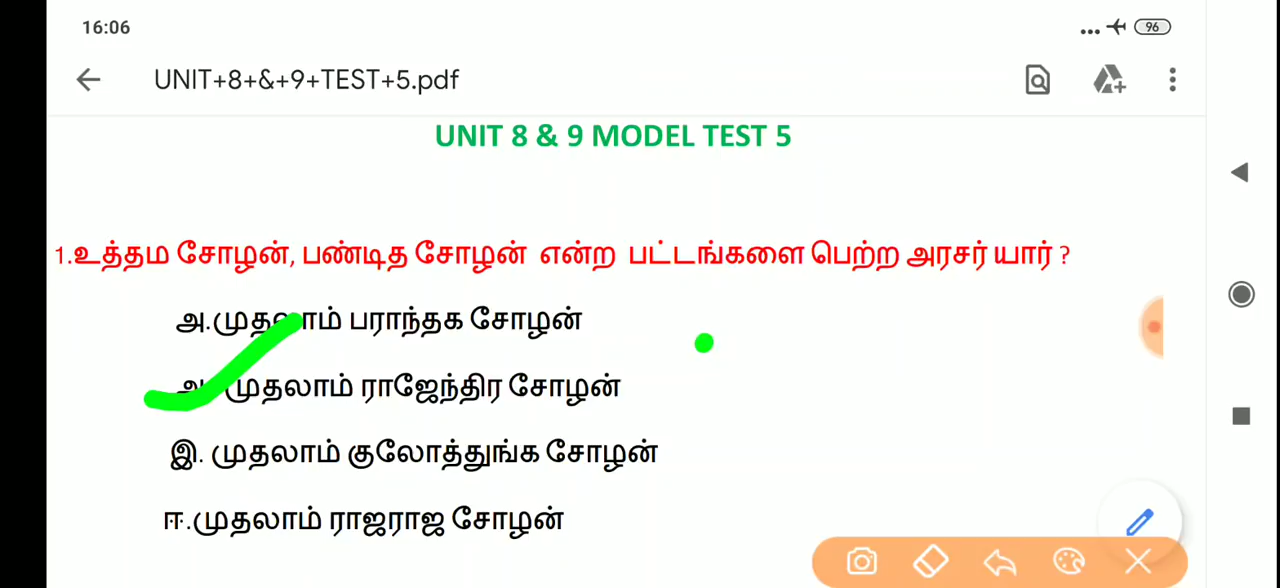 16:06
96
UNIT+8+&+9+TEST+5.pdf
UNIT 8 & 9 MODEL TEST 5
1.உத்தம சோழன், பண்டித சோழன் என்ற பட்டங்களை பெற்ற அரசர் யார் ?
அ.முதலாம் பராந்தக சோழன்
முதலாம் ராஜேந்திர சோழன்
இ. முதலாம் குலோத்துங்க சோழன்
ஈ.முதலாம் ராஜராஜ சோழன்